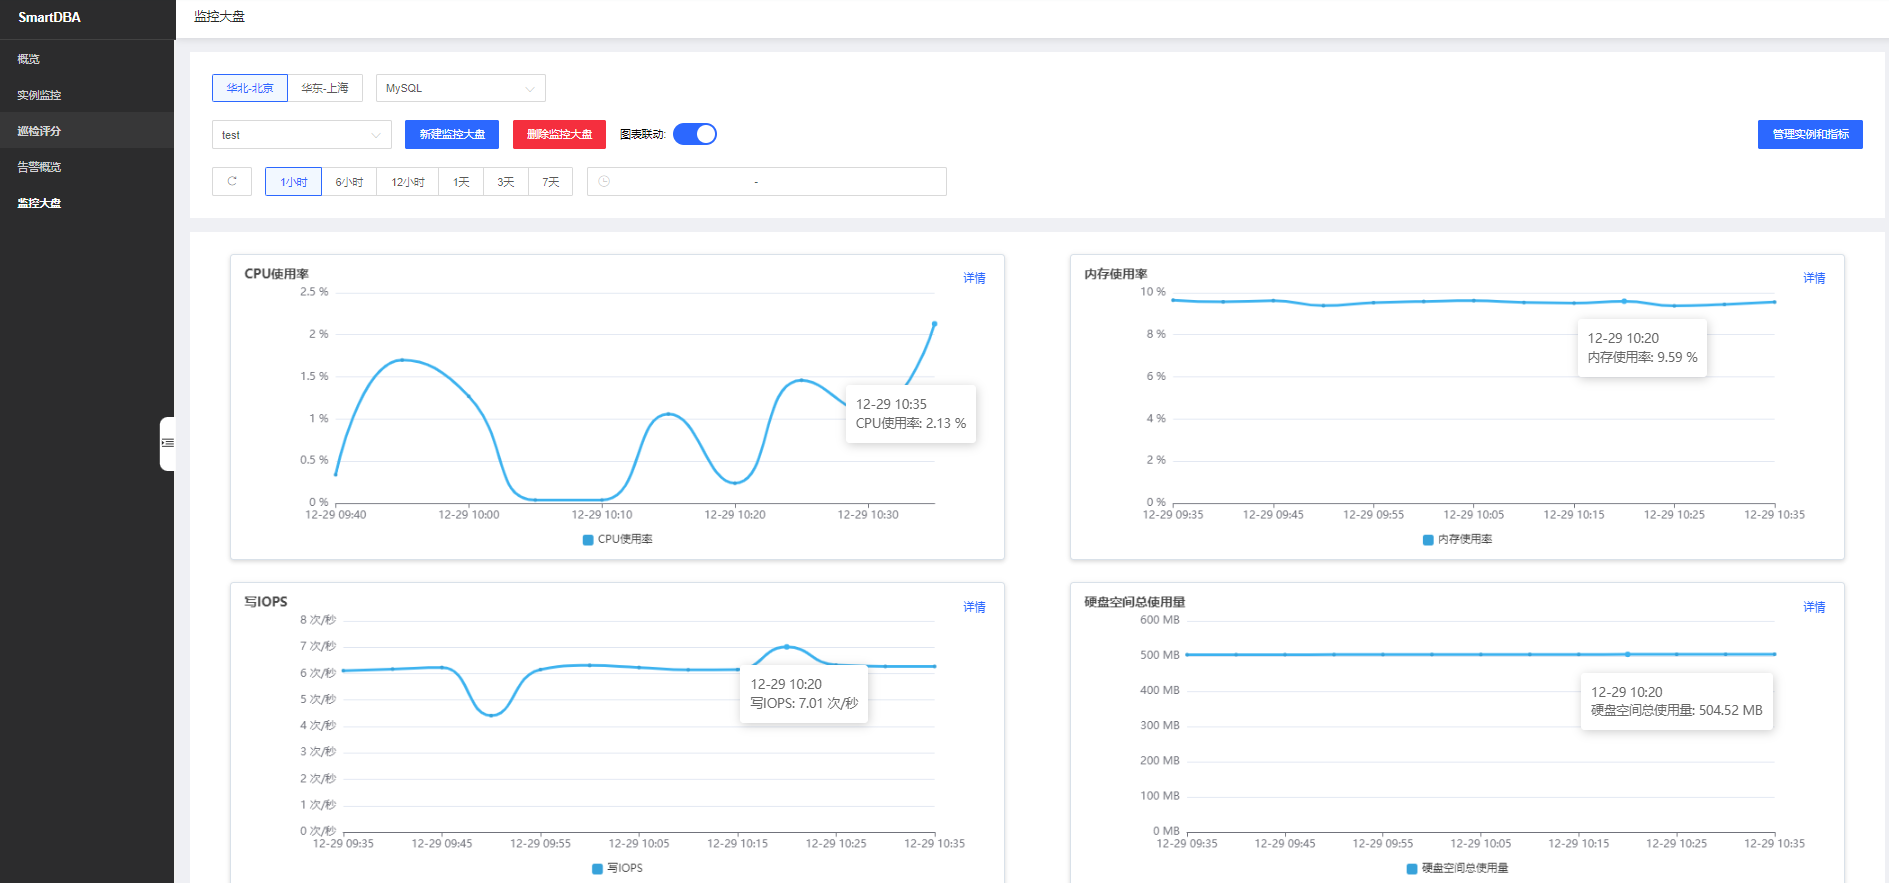 SmartDBA
监控大盘
概览
实例监控
巡检评分
告警概览
监控大盘
华北-北京
华东-上海
MySQL
test
新建监控大盘
删除监控大盘
图表联动:
管理实例和指标
1小时
6小时
12小时
1天
3天
7天
-
CPU使用率
详情
2.5 %
2 %
1.5 %
1 %
0.5 %
0 %
12-29 10:35
CPU使用率: 2.13 %
12-29 09:40
12-29 10:00
12-29 10:10
12-29 10:20
12-29 10:30
CPU使用率
内存使用率
详情
10 %
8 %
6 %
4 %
2 %
0 %
12-29 10:20
内存使用率: 9.59 %
12-29 09:35
12-29 09:45
12-29 09:55
12-29 10:05
12-29 10:15
12-29 10:25
12-29 10:35
内存使用率
写IOPS
详情
8 次/秒
7 次/秒
6 次/秒
5 次/秒
4 次/秒
3 次/秒
2 次/秒
1 次/秒
0 次/秒
12-29 10:20
写IOPS: 7.01 次/秒
12-29 09:35
12-29 09:45
12-29 09:55
12-29 10:05
12-29 10:15
12-29 10:25
12-29 10:35
写IOPS
硬盘空间总使用量
详情
600 MB
500 MB
400 MB
300 MB
200 MB
100 MB
0 MB
12-29 10:20
硬盘空间总使用量: 504.52 MB
12-29 09:35
12-29 09:45
12-29 09:55
12-29 10:05
12-29 10:15
12-29 10:25
12-29 10:35
硬盘空间总使用量